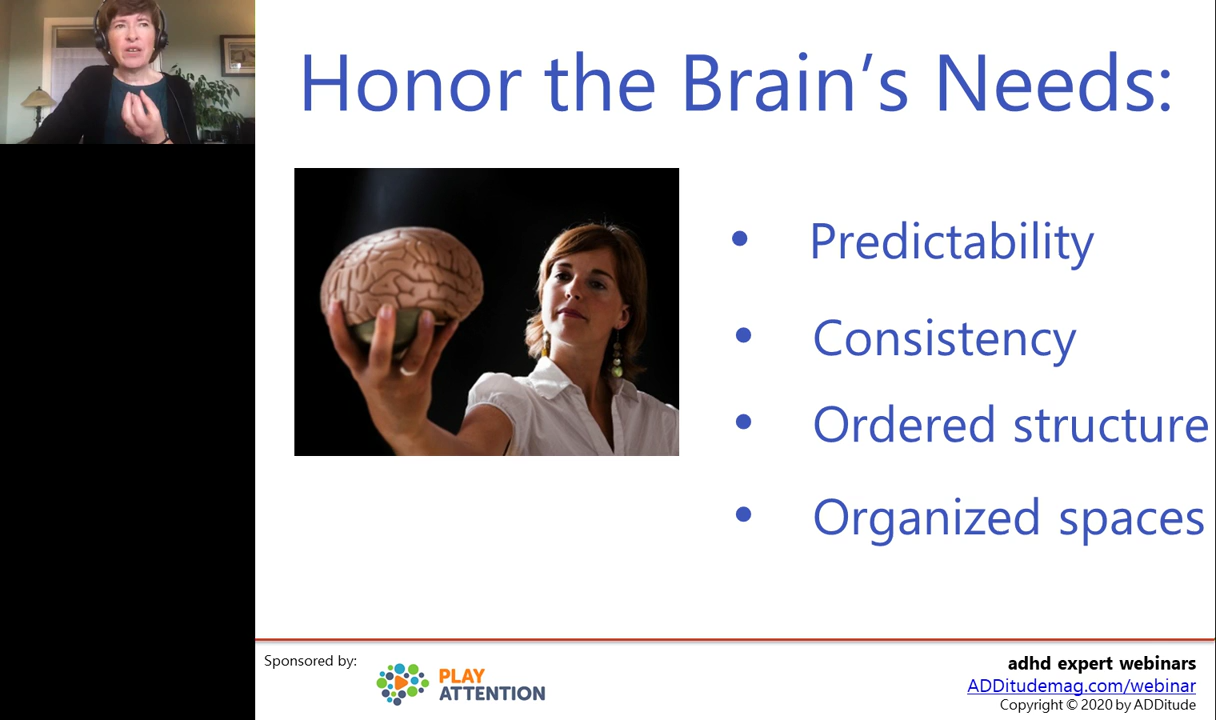 Honor the Brain’s Needs:
• Predictability
• Consistency
• Ordered structure
• Organized spaces
Sponsored by:
PLAY
ATTENTION
adhd expert webinars
ADDitudemag.com/webinar
Copyright © 2020 by ADDitude